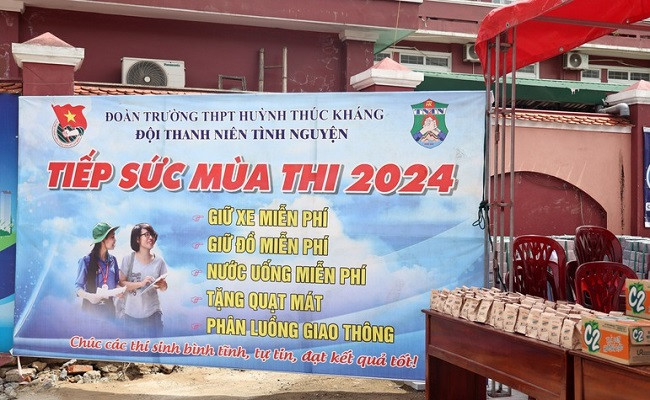 ĐOÀN TRƯỜNG THPT HUỲNH THÚC KHÁNG
ĐỘI THANH NIÊN TÌNH NGUYỆN
TIẾP SỨC MÙA THI 2024
GIỮ XE MIỄN PHÍ
GIỮ ĐỒ MIỄN PHÍ
NƯỚC UỐNG MIỄN PHÍ
TẶNG QUẠT MÁT
PHÂN LUỒNG GIAO THÔNG
Chúc các thí sinh bình tĩnh, tự tin, đạt kết quả tốt!
C2
C2